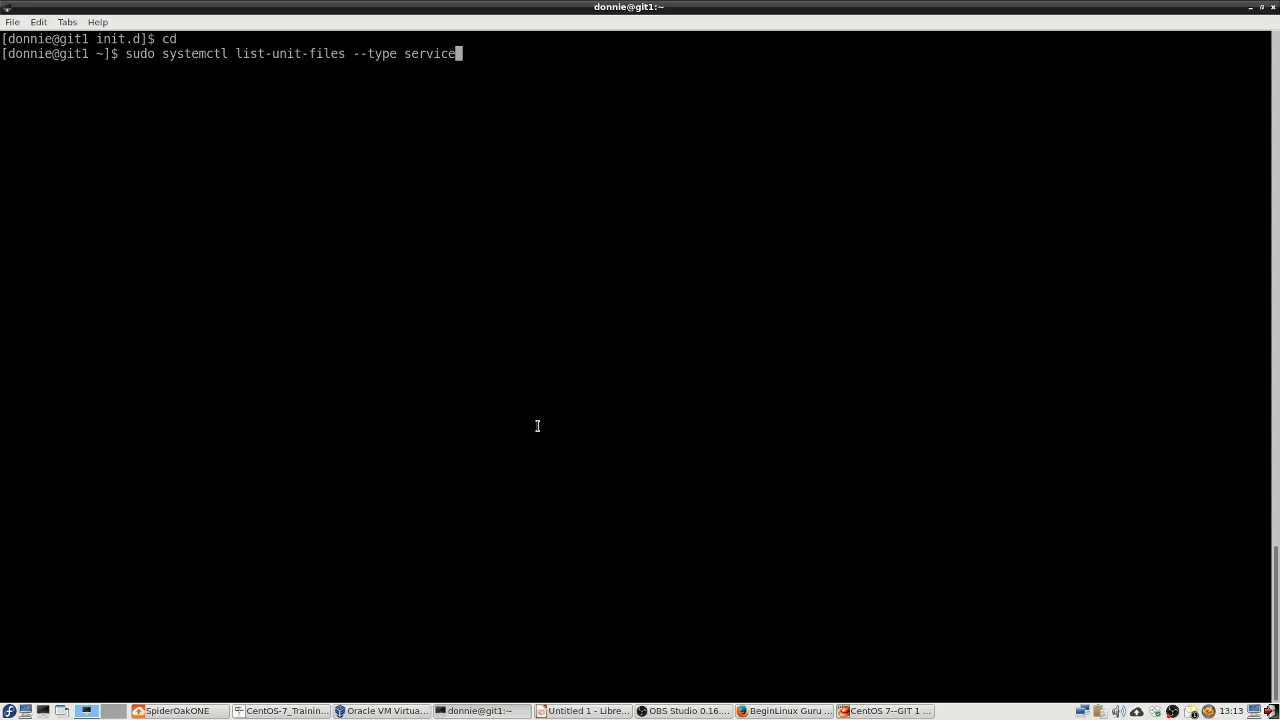 donnie@git1:~
File Edit Tabs Help
[donnie@git1 init.d]$ cd
[donnie@git1 ~]$ sudo systemctl list-unit-files --type service
SpiderOakONE CentOS-7_Trainin... Oracle VM Virtua... donnie@git1:~ Untitled 1 - Libre... OBS Studio 0.16.... BeginLinux Guru ... CentOS 7--GIT 1 ... 13:13